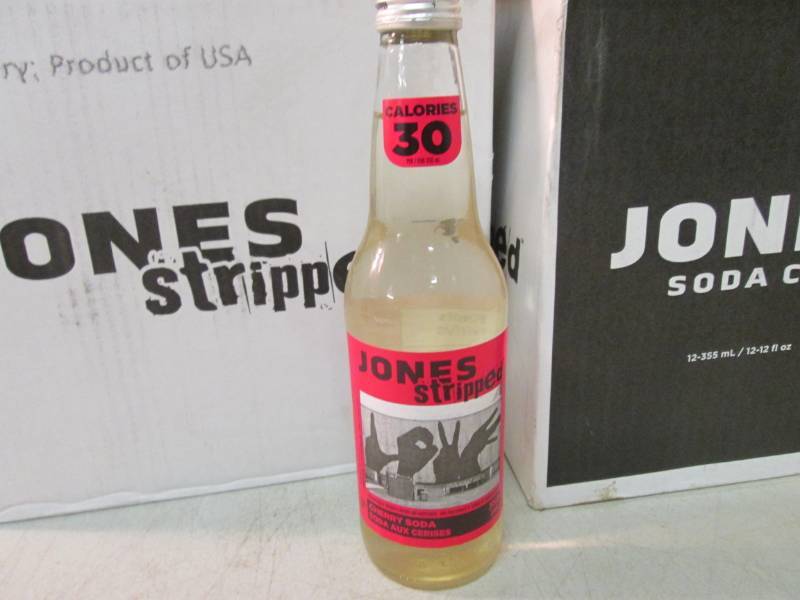 ry; Product of USA
JONES
stripped
CALORIES
30
JONES
stripped
CHERRY SODA
SODA AUX CERISES
JON
SODA C
12-355 mL / 12-12 fl oz